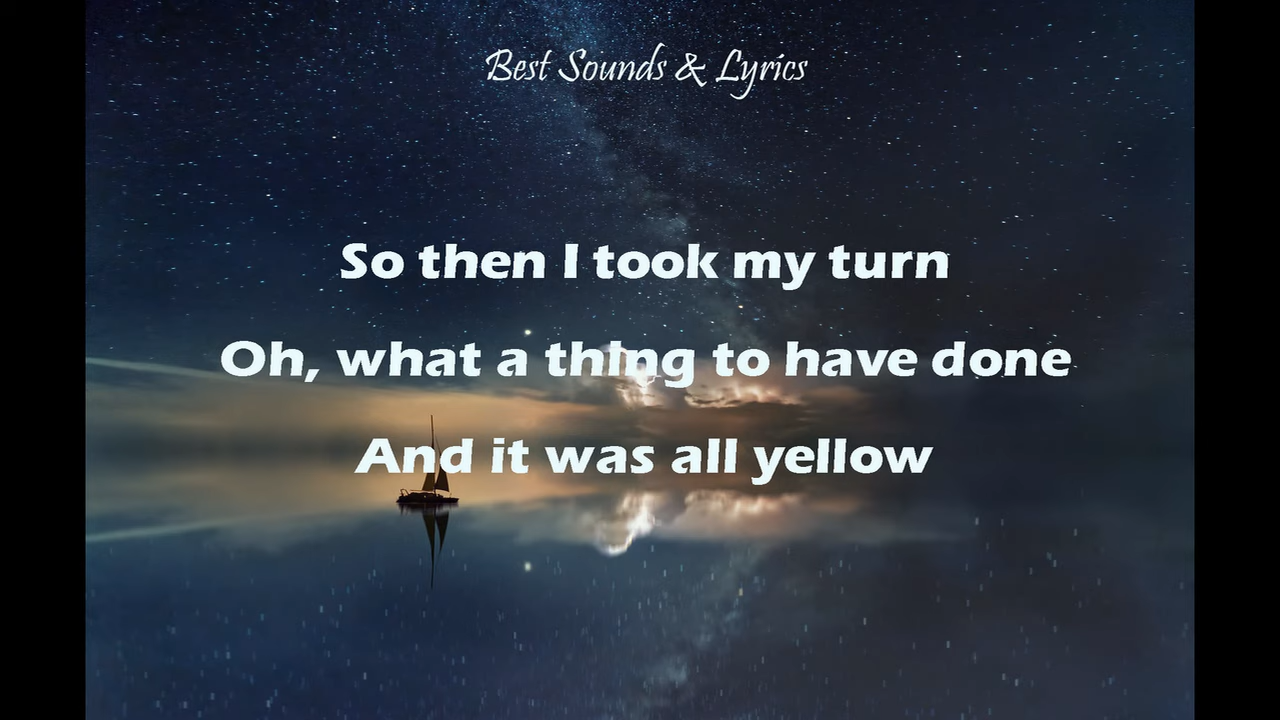 Best Sounds & Lyrics
So then I took my turn
Oh, what a thing to have done
And it was all yellow